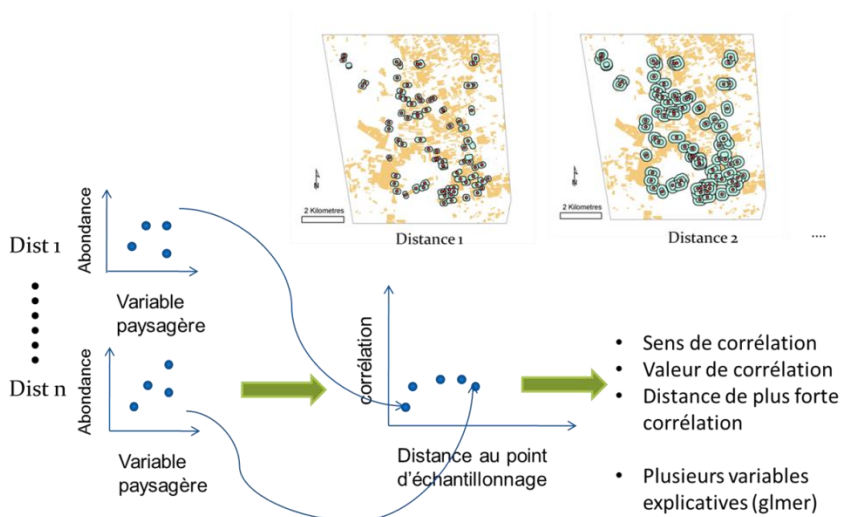 2 Kilometres
Distance 1
2 Kilometres
Distance 2
....
Dist 1
Abondance
Variable
paysagère
Dist n
Abondance
Variable
paysagère
Corrélation
Distance au point
d'échantillonnage
• Sens de corrélation
• Valeur de corrélation
• Distance de plus forte
corrélation
• Plusieurs variables
explicatives (glmer)